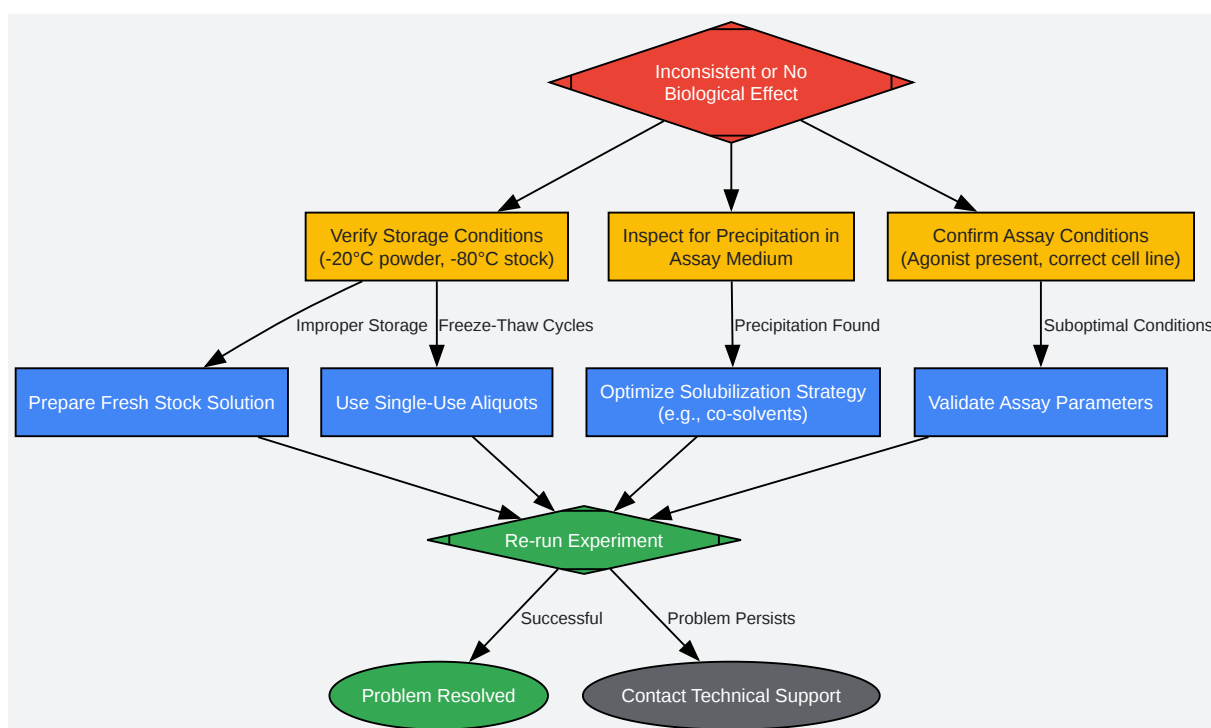 Inconsistent or No
Biological Effect
Verify Storage Conditions
(-20°C powder, -80°C stock)
Inspect for Precipitation in
Assay Medium
Confirm Assay Conditions
(Agonist present, correct cell line)
Improper Storage
Freeze-Thaw Cycles
Precipitation Found
Suboptimal Conditions
Prepare Fresh Stock Solution
Use Single-Use Aliquots
Optimize Solubilization Strategy
(e.g., co-solvents)
Validate Assay Parameters
Re-run Experiment
Successful
Problem Persists
Problem Resolved
Contact Technical Support